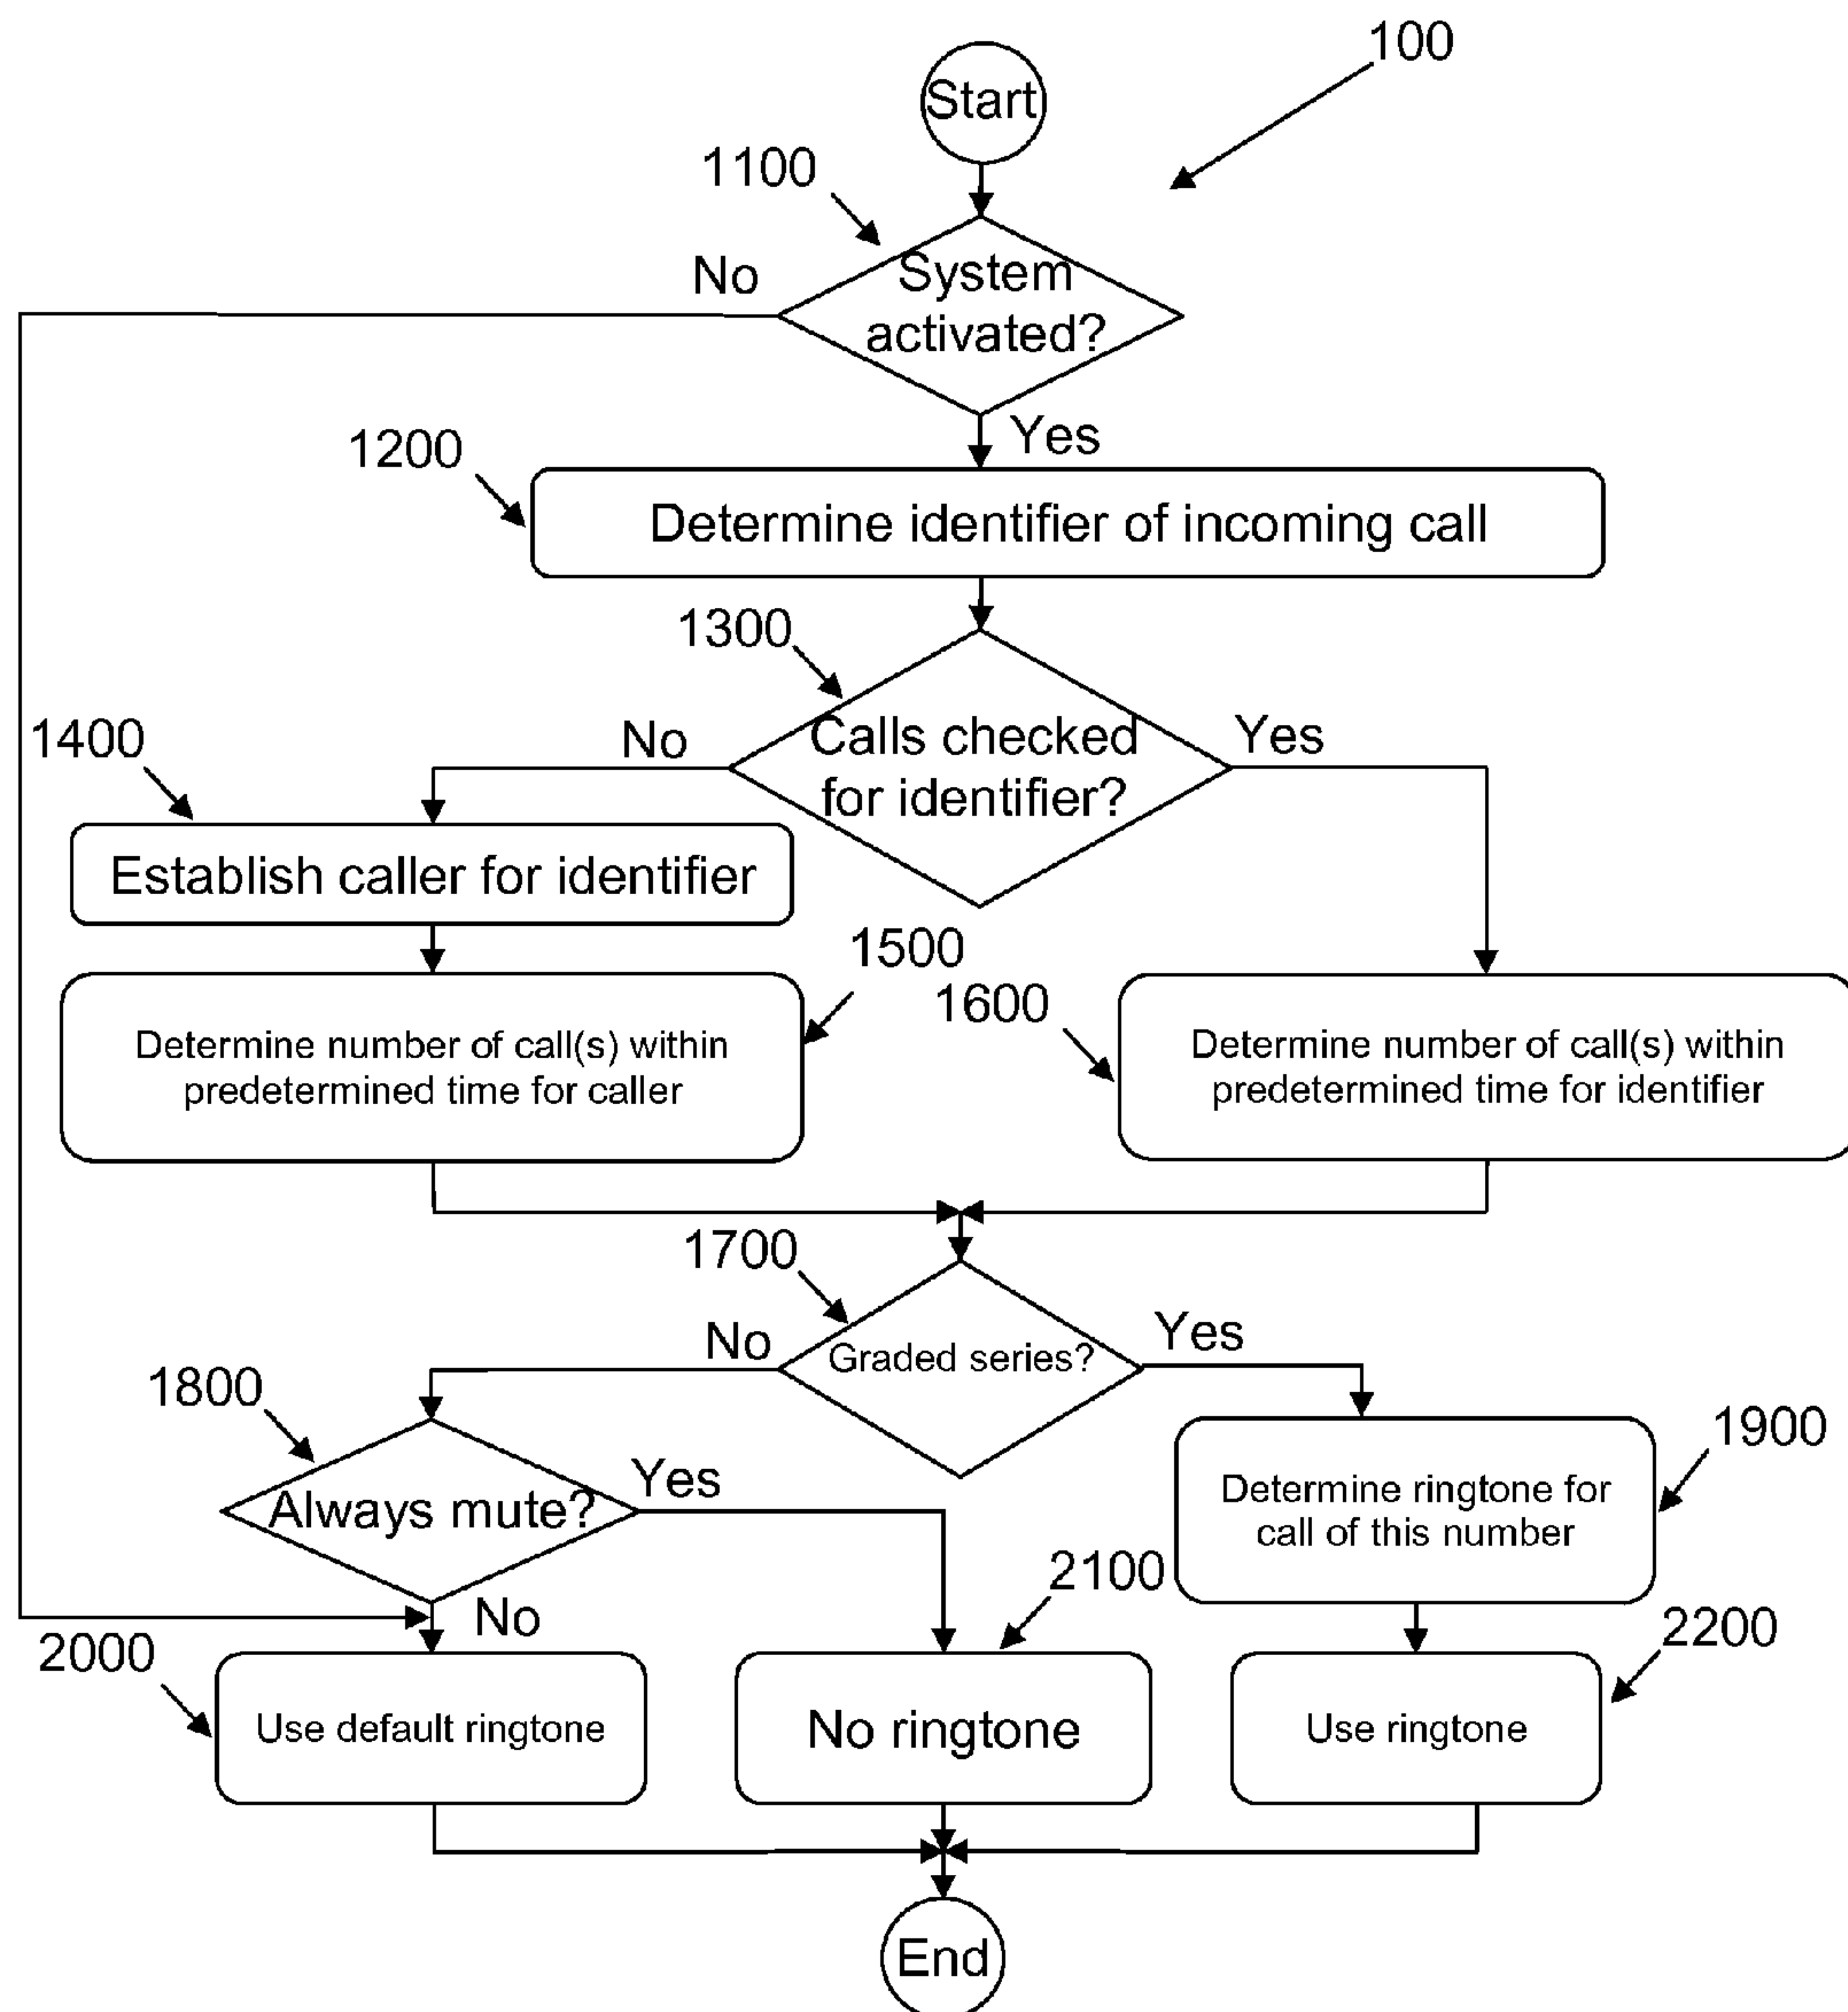 100
Start
1100
No
System
activated?
Yes
1200
Determine identifier of incoming call
1300
No
Calls checked
for identifier?
Yes
1400
Establish caller for identifier
1500
1600
Determine number of call(s) within
predetermined time for caller
Determine number of call(s) within
predetermined time for identifier
1700
No
Graded series?
Yes
1800
Always mute?
Yes
1900
Determine ringtone for
call of this number
No
2100
2000
2200
Use default ringtone
No ringtone
Use ringtone
End